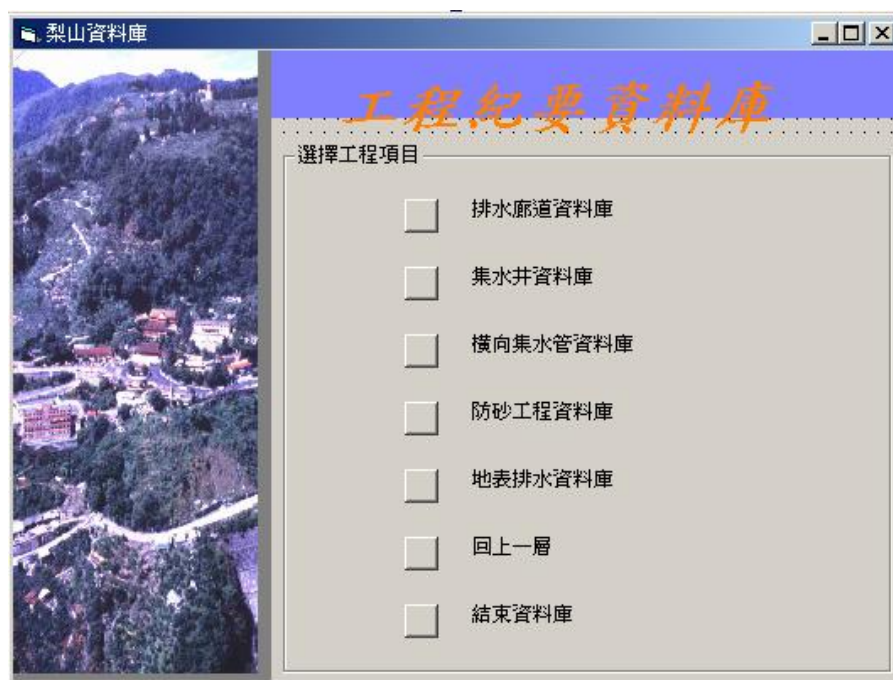 梨山資料庫
工程紀要資料庫
選擇工程項目
排水廊道資料庫
集水井資料庫
橫向集水管資料庫
防砂工程資料庫
地表排水資料庫
回上一層
結束資料庫